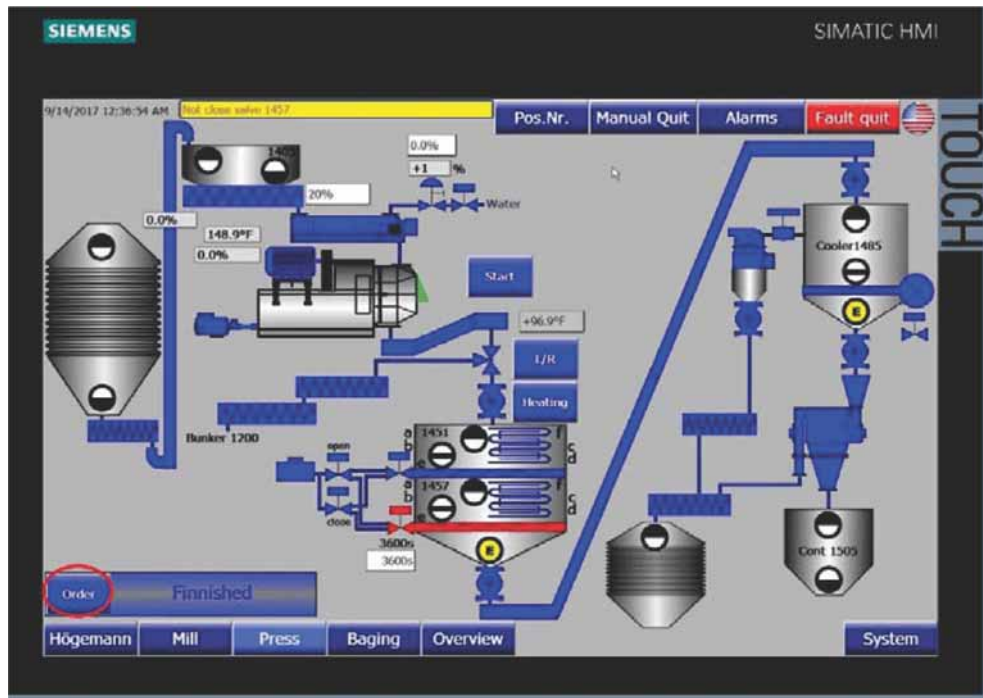 SIEMENS
SIMATIC HMI
TOUCH
9/14/2017 12:36:54 AM
Not close valve 1457
Pos.Nr.
Manual Quit
Alarms
Fault quit
1405
0.0%
+1 %
20%
Water
0.0%
148.9°F
0.0%
Start
+96.9°F
L/R
Heating
Cooler1485
E
Bunker 1200
open
close
a
b
e
1451
f
c
d
a
b
e
1457
f
c
d
3600s
3600s
E
Cont 1505
Order
Finnished
Högemann
Mill
Press
Baging
Overview
System